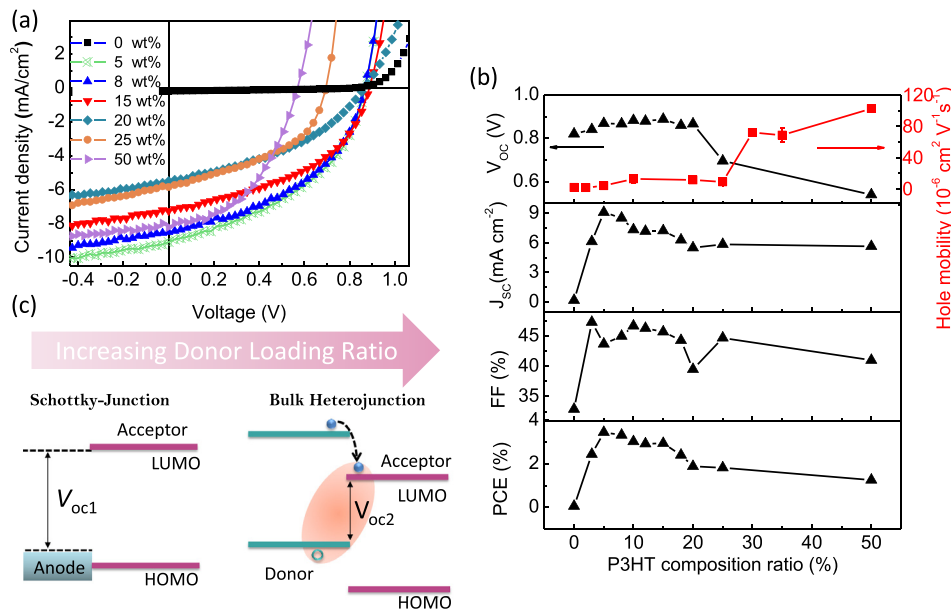 (a)
Current density (mA/cm²)
4
2
0
-2
-4
-6
-8
-10
0 wt%
5 wt%
8 wt%
15 wt%
20 wt%
25 wt%
50 wt%
-0.4 -0.2 0.0 0.2 0.4 0.6 0.8 1.0
Voltage (V)
(b)
V_OC (V)
1.0
0.8
0.6
120
80
40
0
Hole mobility (10⁻⁶ cm² V⁻¹s⁻¹)
J_SC(mA cm⁻²)
9
6
3
0
FF (%)
45
35
4
PCE (%)
4
2
0
0 10 20 30 40 50
P3HT composition ratio (%)
(c)
Increasing Donor Loading Ratio
Schottky-Junction
Acceptor
LUMO
V_oc1
Anode
HOMO
Bulk Heterojunction
Acceptor
LUMO
V_oc2
Donor
HOMO